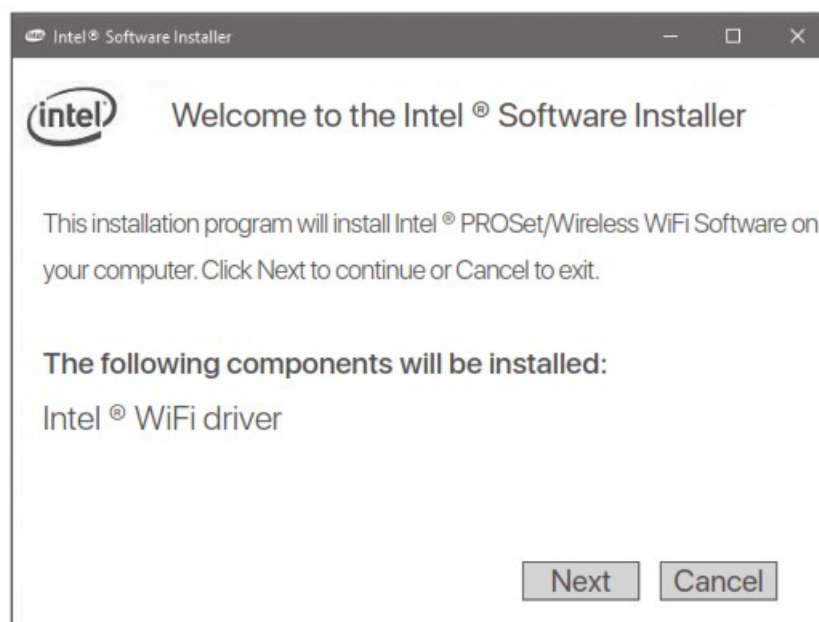 Intel® Software Installer
intel
Welcome to the Intel ® Software Installer
This installation program will install Intel ® PROSet/Wireless WiFi Software on
your computer. Click Next to continue or Cancel to exit.
The following components will be installed:
Intel ® WiFi driver
Next Cancel